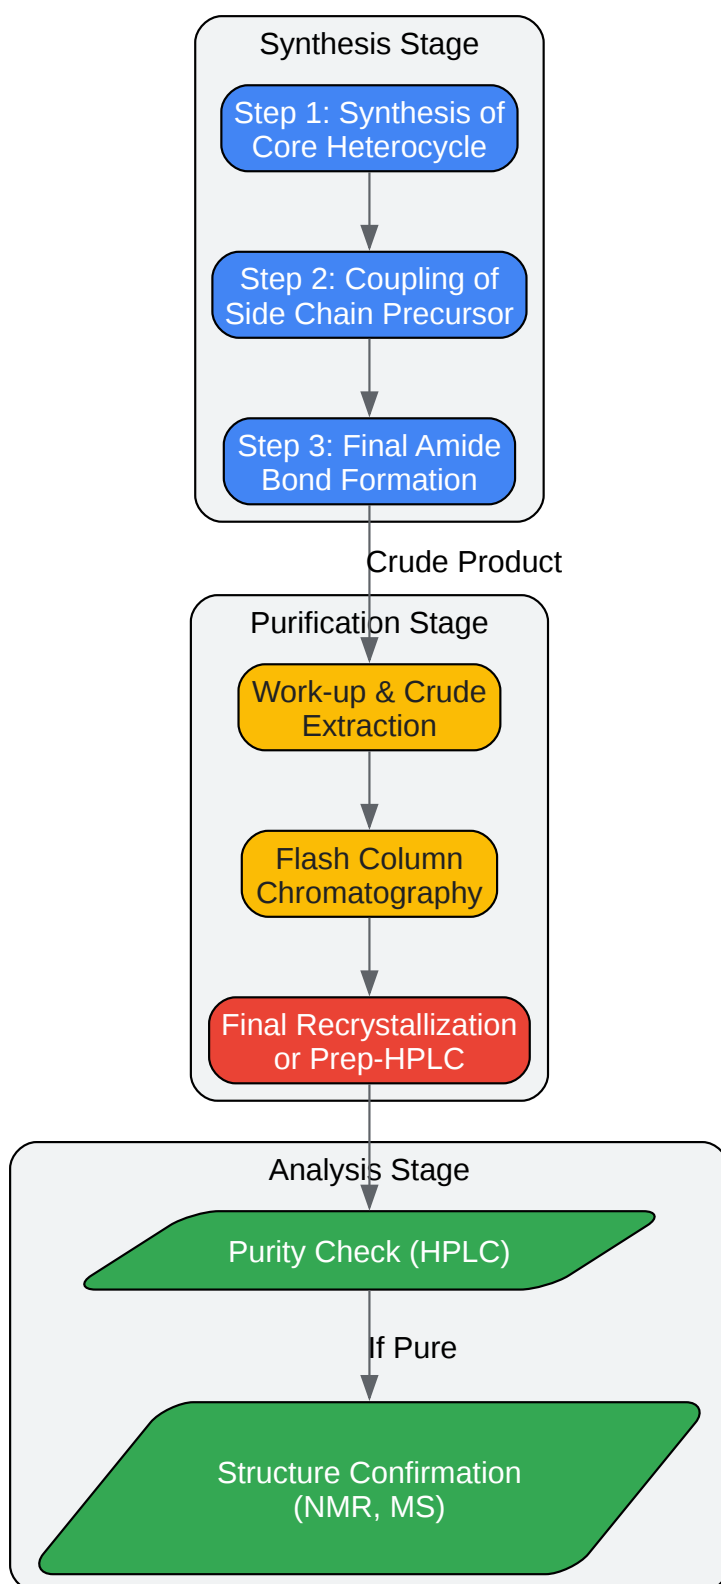 Synthesis Stage
Step 1: Synthesis of
Core Heterocycle
Step 2: Coupling of
Side Chain Precursor
Step 3: Final Amide
Bond Formation
Crude Product
Purification Stage
Work-up & Crude
Extraction
Flash Column
Chromatography
Final Recrystallization
or Prep-HPLC
Analysis Stage
Purity Check (HPLC)
If Pure
Structure Confirmation
(NMR, MS)